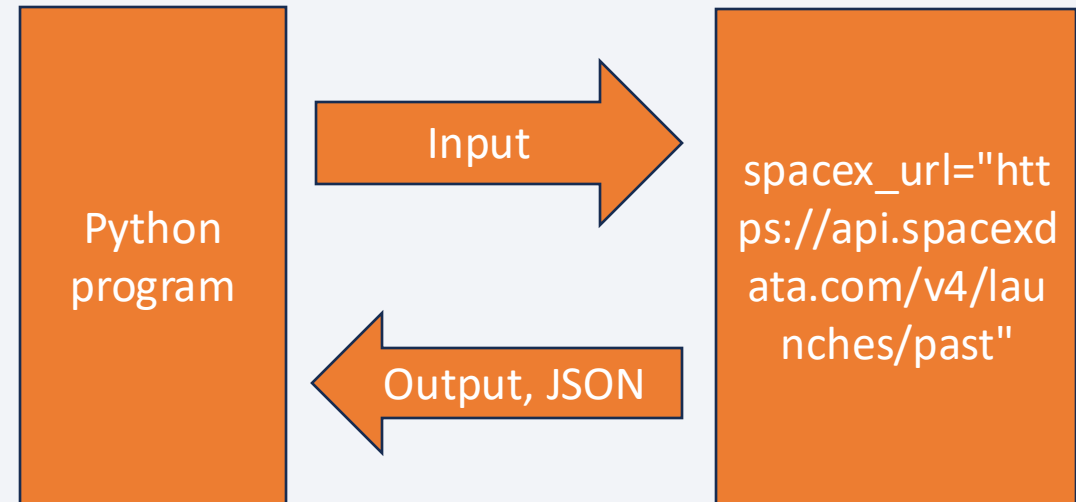 Python
program
Input
Output, JSON
spacex_url="htt
ps://api.spacexd
ata.com/v4/lau
nches/past"